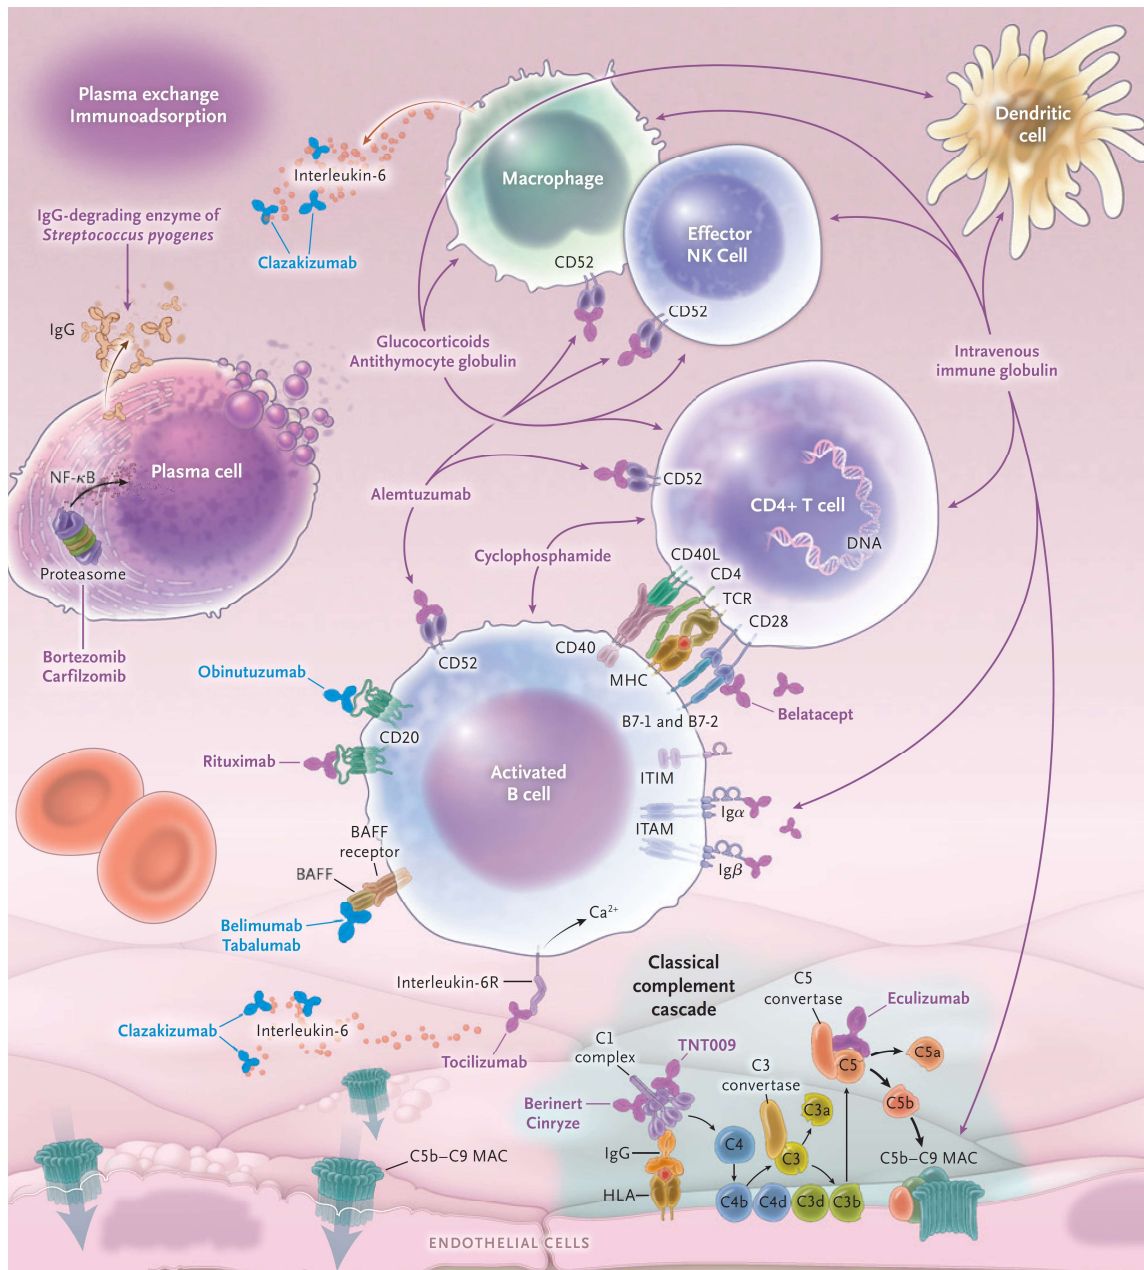 Plasma exchange
Immunoadsorption
Dendritic
cell
Macrophage
Interleukin-6
IgG-degrading enzyme of
Streptococcus pyogenes
Clazakizumab
Effector
NK Cell
CD52
CD52
IgG
Glucocorticoids
Antithymocyte globulin
Intravenous
immune globulin
NF-κB
Plasma cell
Alemtuzumab
CD52
CD4+ T cell
DNA
Proteasome
Cyclophosphamide
CD40L
CD4
TCR
CD28
Bortezomib
Carfilzomib
CD40
CD52
MHC
Obinutuzumab
B7-1 and B7-2
Belatacept
CD20
Rituximab
Activated
B cell
ITIM
Igα
ITAM
Igβ
BAFF
receptor
BAFF
Belimumab
Tabalumab
Ca2+
Interleukin-6R
Classical
complement
cascade
C5
convertase
Eculizumab
Clazakizumab
Interleukin-6
Tocilizumab
C1
complex
TNT009
C3
convertase
C5
C5a
Berinert
Cinryze
C3a
C5b
IgG
C4
C3
C5b–C9 MAC
C5b–C9 MAC
HLA
C4b
C4d
C3d
C3b
ENDOTHELIAL CELLS